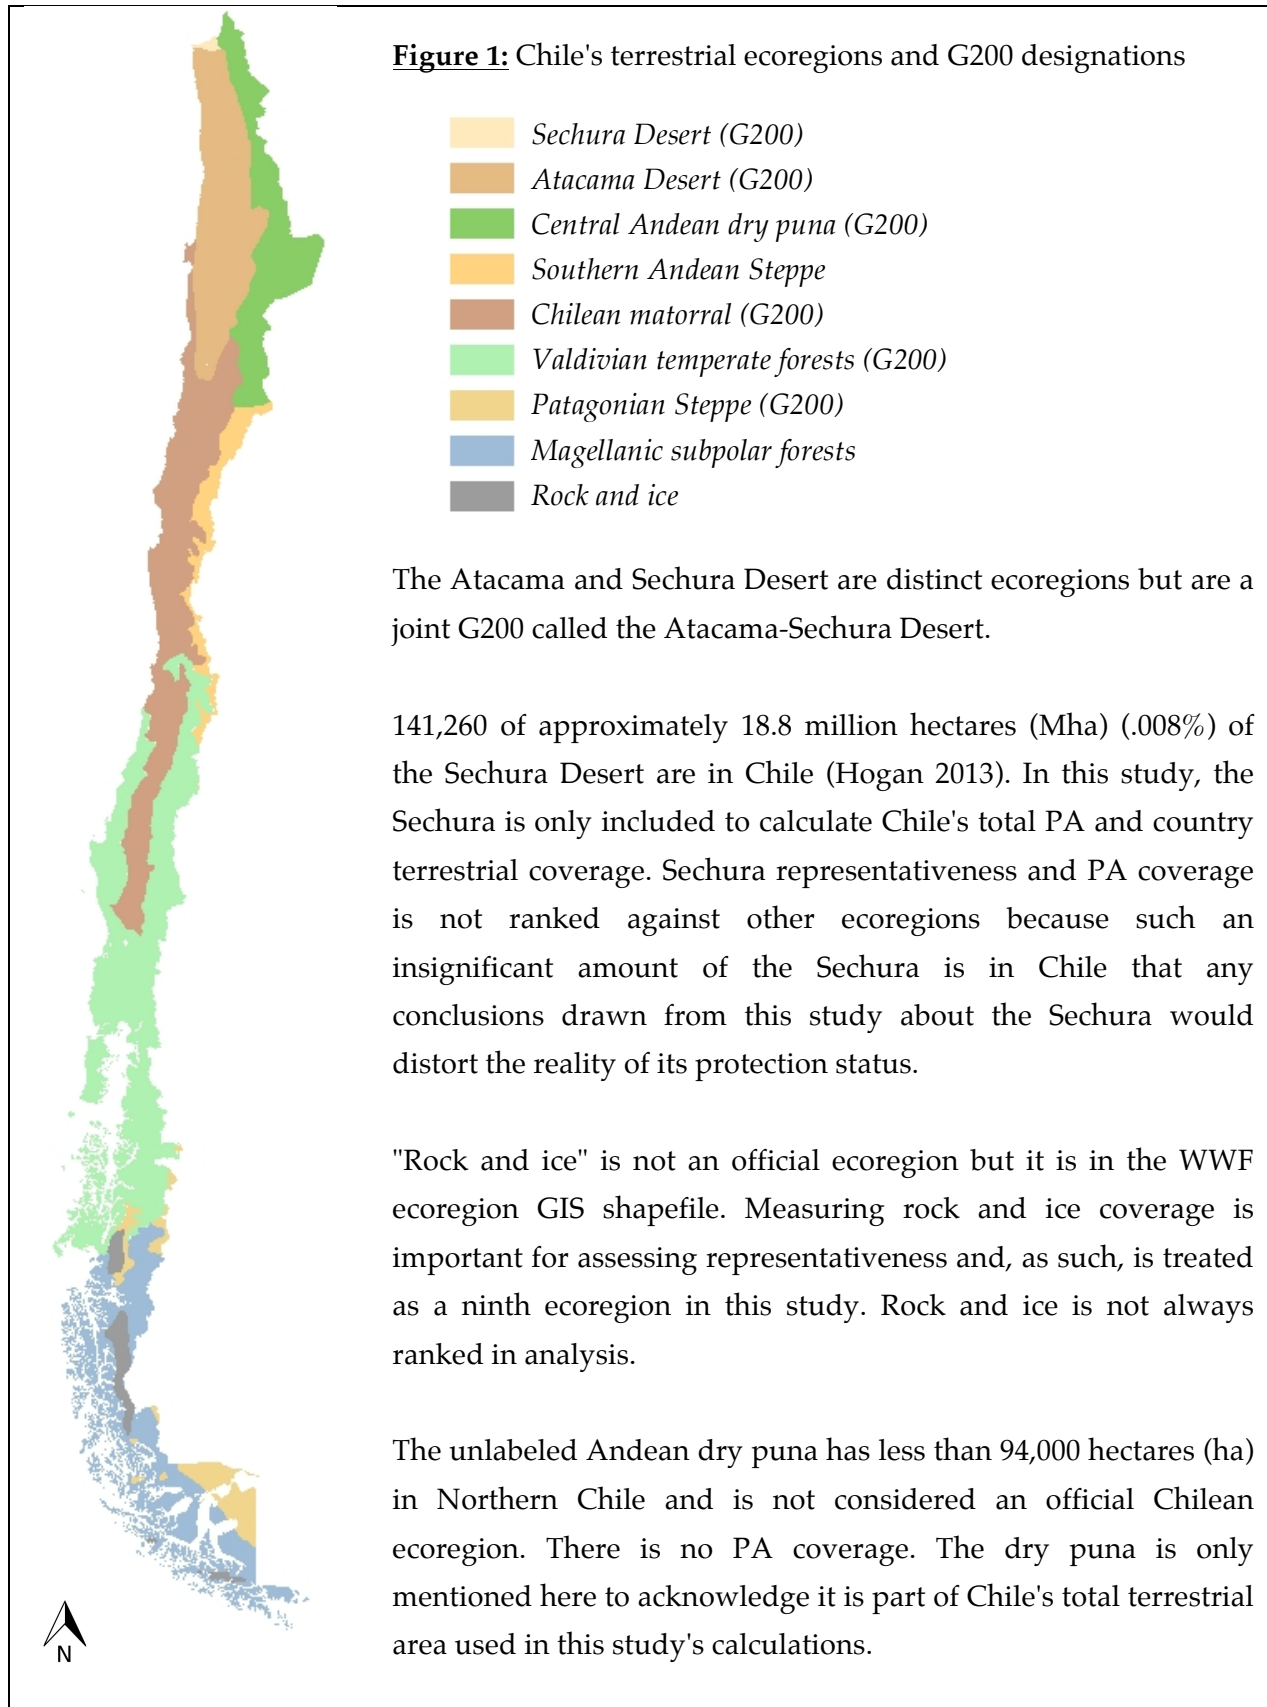 Figure 1: Chile's terrestrial ecoregions and G200 designations
Sechura Desert (G200)
Atacama Desert (G200)
Central Andean dry puna (G200)
Southern Andean Steppe
Chilean matorral (G200)
Valdivian temperate forests (G200)
Patagonian Steppe (G200)
Magellanic subpolar forests
Rock and ice
The Atacama and Sechura Desert are distinct ecoregions but are a
joint G200 called the Atacama-Sechura Desert.
141,260 of approximately 18.8 million hectares (Mha) (.008%) of
the Sechura Desert are in Chile (Hogan 2013). In this study, the
Sechura is only included to calculate Chile's total PA and country
terrestrial coverage. Sechura representativeness and PA coverage
is not ranked against other ecoregions because such an
insignificant amount of the Sechura is in Chile that any
conclusions drawn from this study about the Sechura would
distort the reality of its protection status.
"Rock and ice" is not an official ecoregion but it is in the WWF
ecoregion GIS shapefile. Measuring rock and ice coverage is
important for assessing representativeness and, as such, is treated
as a ninth ecoregion in this study. Rock and ice is not always
ranked in analysis.
The unlabeled Andean dry puna has less than 94,000 hectares (ha)
in Northern Chile and is not considered an official Chilean
ecoregion. There is no PA coverage. The dry puna is only
mentioned here to acknowledge it is part of Chile's total terrestrial
area used in this study's calculations.
N